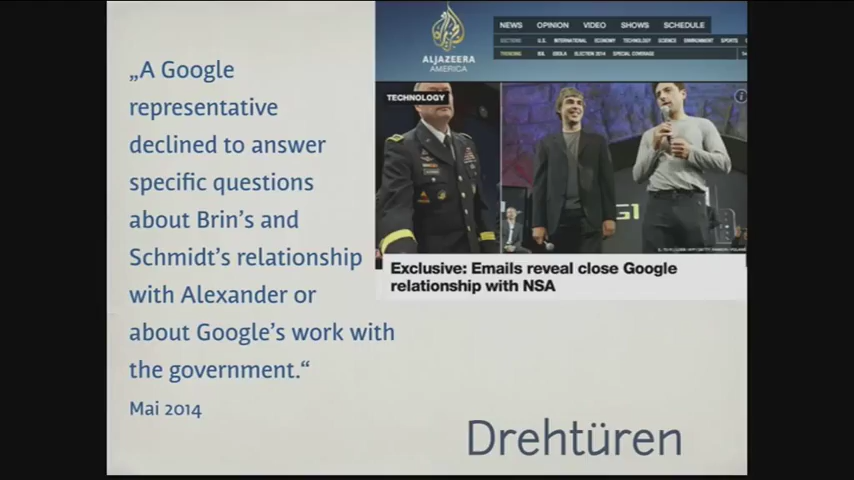 „A Google
representative
declined to answer
specific questions
about Brin's and
Schmidt's relationship
with Alexander or
about Google's work with
the government.“
Mai 2014
ALJAZEERA
AMERICA
NEWS OPINION VIDEO SHOWS SCHEDULE
SECTIONS U.S. INTERNATIONAL ECONOMY TECHNOLOGY SCIENCE ENVIRONMENT SPORTS
TRENDING ISIL EBOLA ELECTION 2014 SPECIAL COVERAGE
TECHNOLOGY
G1
Exclusive: Emails reveal close Google
relationship with NSA
Drehtüren